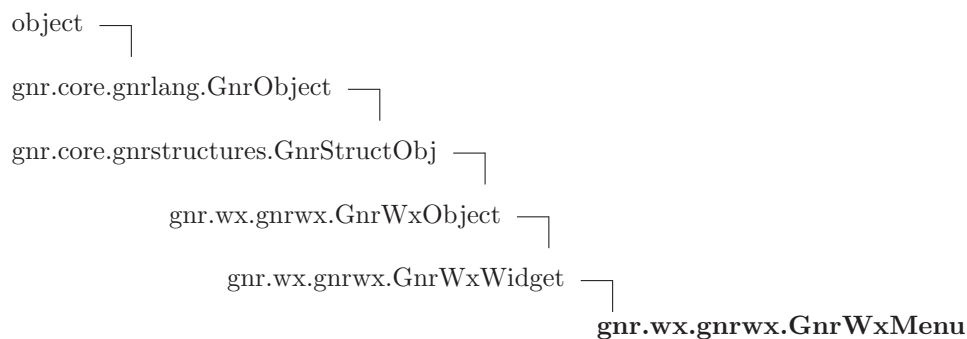 object
gnr.core.gnrlang.GnrObject
gnr.core.gnrstructures.GnrStructObj
gnr.wx.gnrwx.GnrWxObject
gnr.wx.gnrwx.GnrWxWidget
gnr.wx.gnrwx.GnrWxMenu